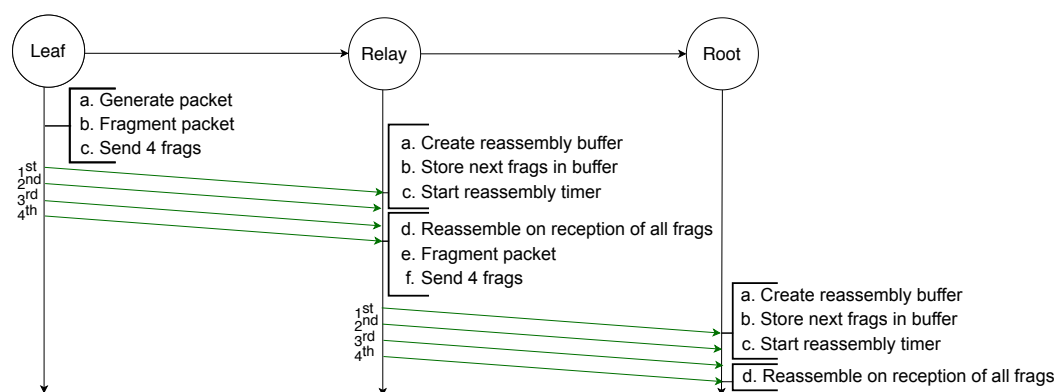 Leaf
Relay
Root
a. Generate packet
b. Fragment packet
c. Send 4 frags
1st
2nd
3rd
4th
a. Create reassembly buffer
b. Store next frags in buffer
c. Start reassembly timer
d. Reassemble on reception of all frags
e. Fragment packet
f. Send 4 frags
1st
2nd
3rd
4th
a. Create reassembly buffer
b. Store next frags in buffer
c. Start reassembly timer
d. Reassemble on reception of all frags